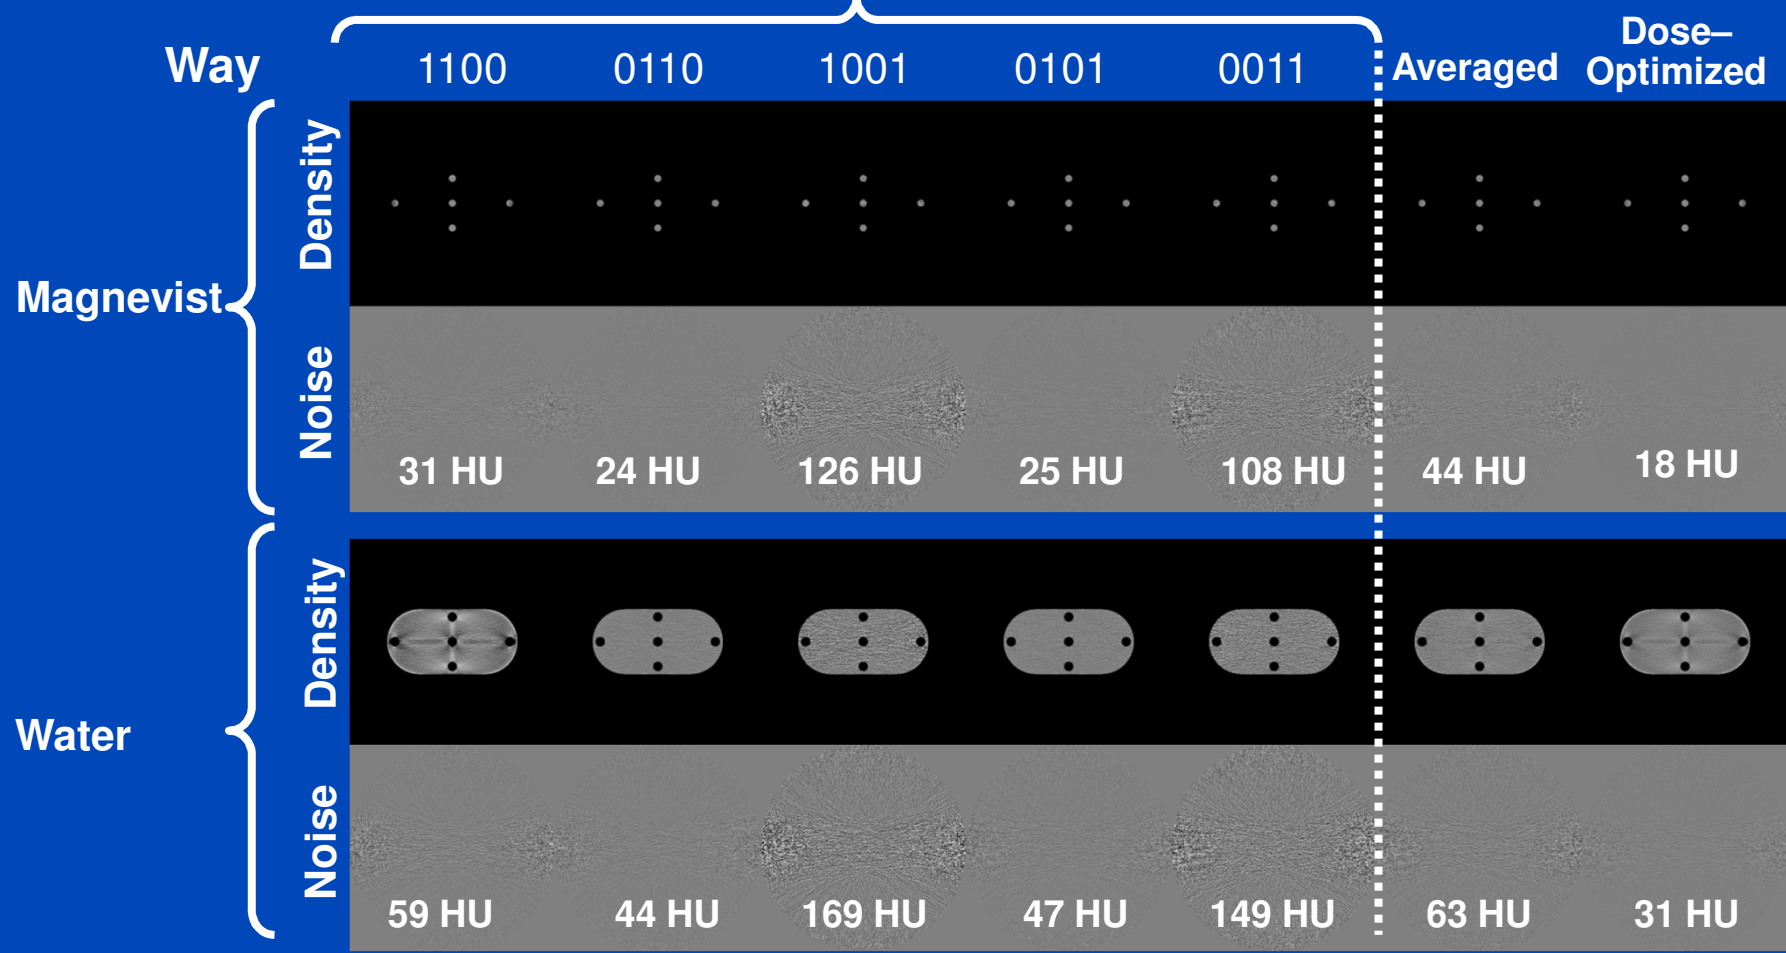 Way 1100 0110 1001 0101 0011 Averaged Dose–
Optimized
Magnevist
Density
Noise
31 HU 24 HU 126 HU 25 HU 108 HU 44 HU 18 HU
Water
Density
Noise
59 HU 44 HU 169 HU 47 HU 149 HU 63 HU 31 HU